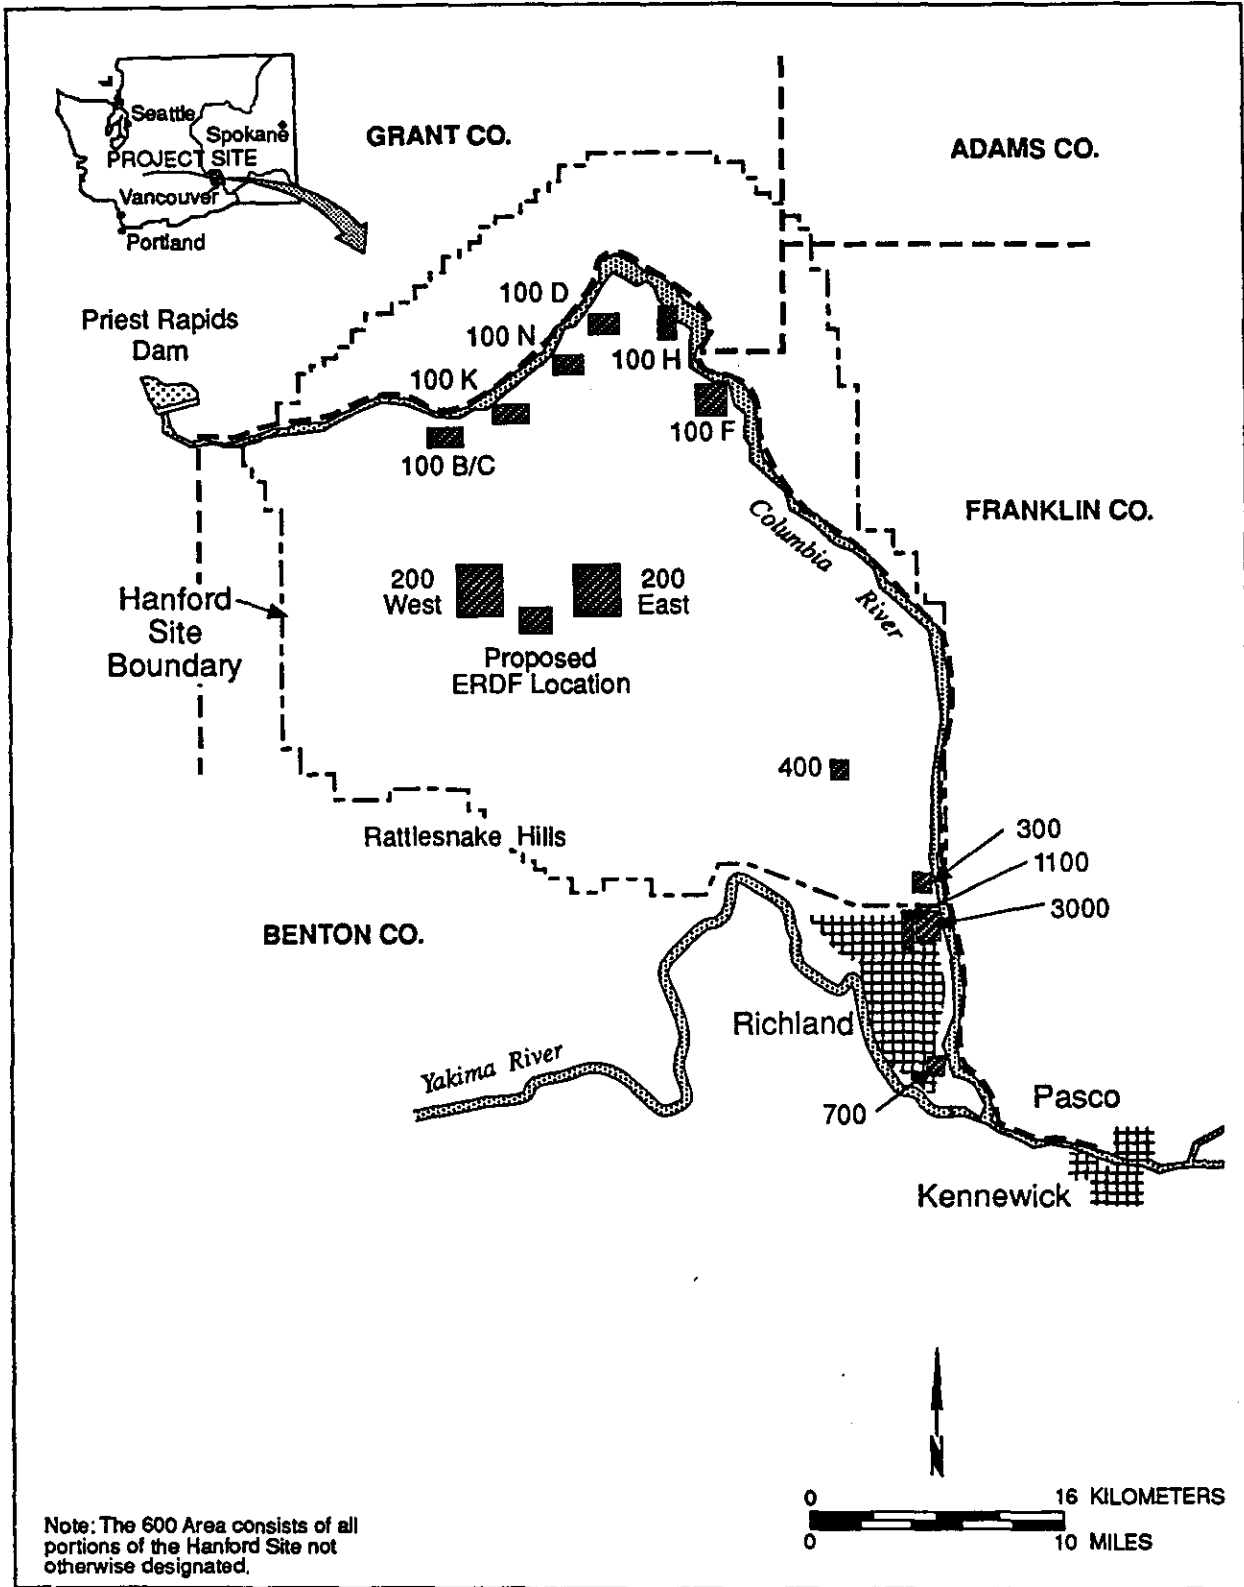 Seattle
Spokane
PROJECT SITE
Vancouver
Portland
GRANT CO.
ADAMS CO.
Priest Rapids
Dam
100 D
100 N
100 K
100 H
100 B/C
100 F
FRANKLIN CO.
Columbia
River
Hanford
Site
Boundary
200
West
200
East
Proposed
ERDF Location
400
Rattlesnake Hills
300
1100
3000
BENTON CO.
Richland
Yakima River
700
Pasco
Kennewick
N
0 16 KILOMETERS
0 10 MILES
Note: The 600 Area consists of all
portions of the Hanford Site not
otherwise designated.